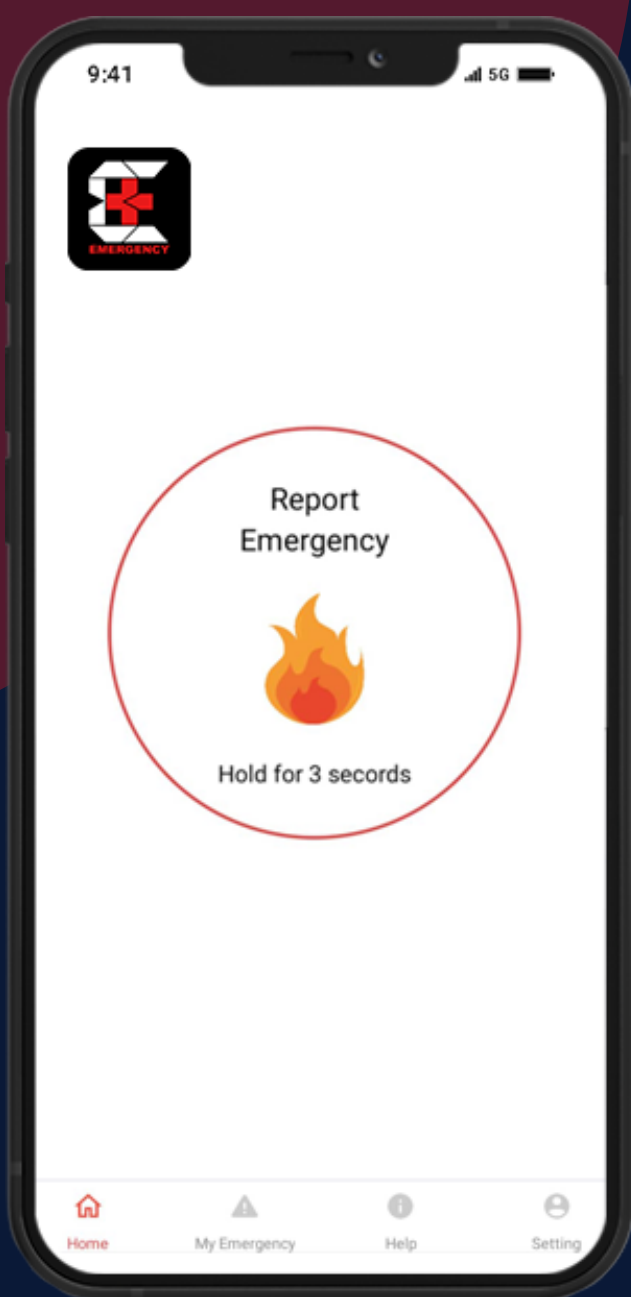 9:41
5G
EMERGENCY
Report
Emergency
Hold for 3 secords
Home
My Emergency
Help
Setting